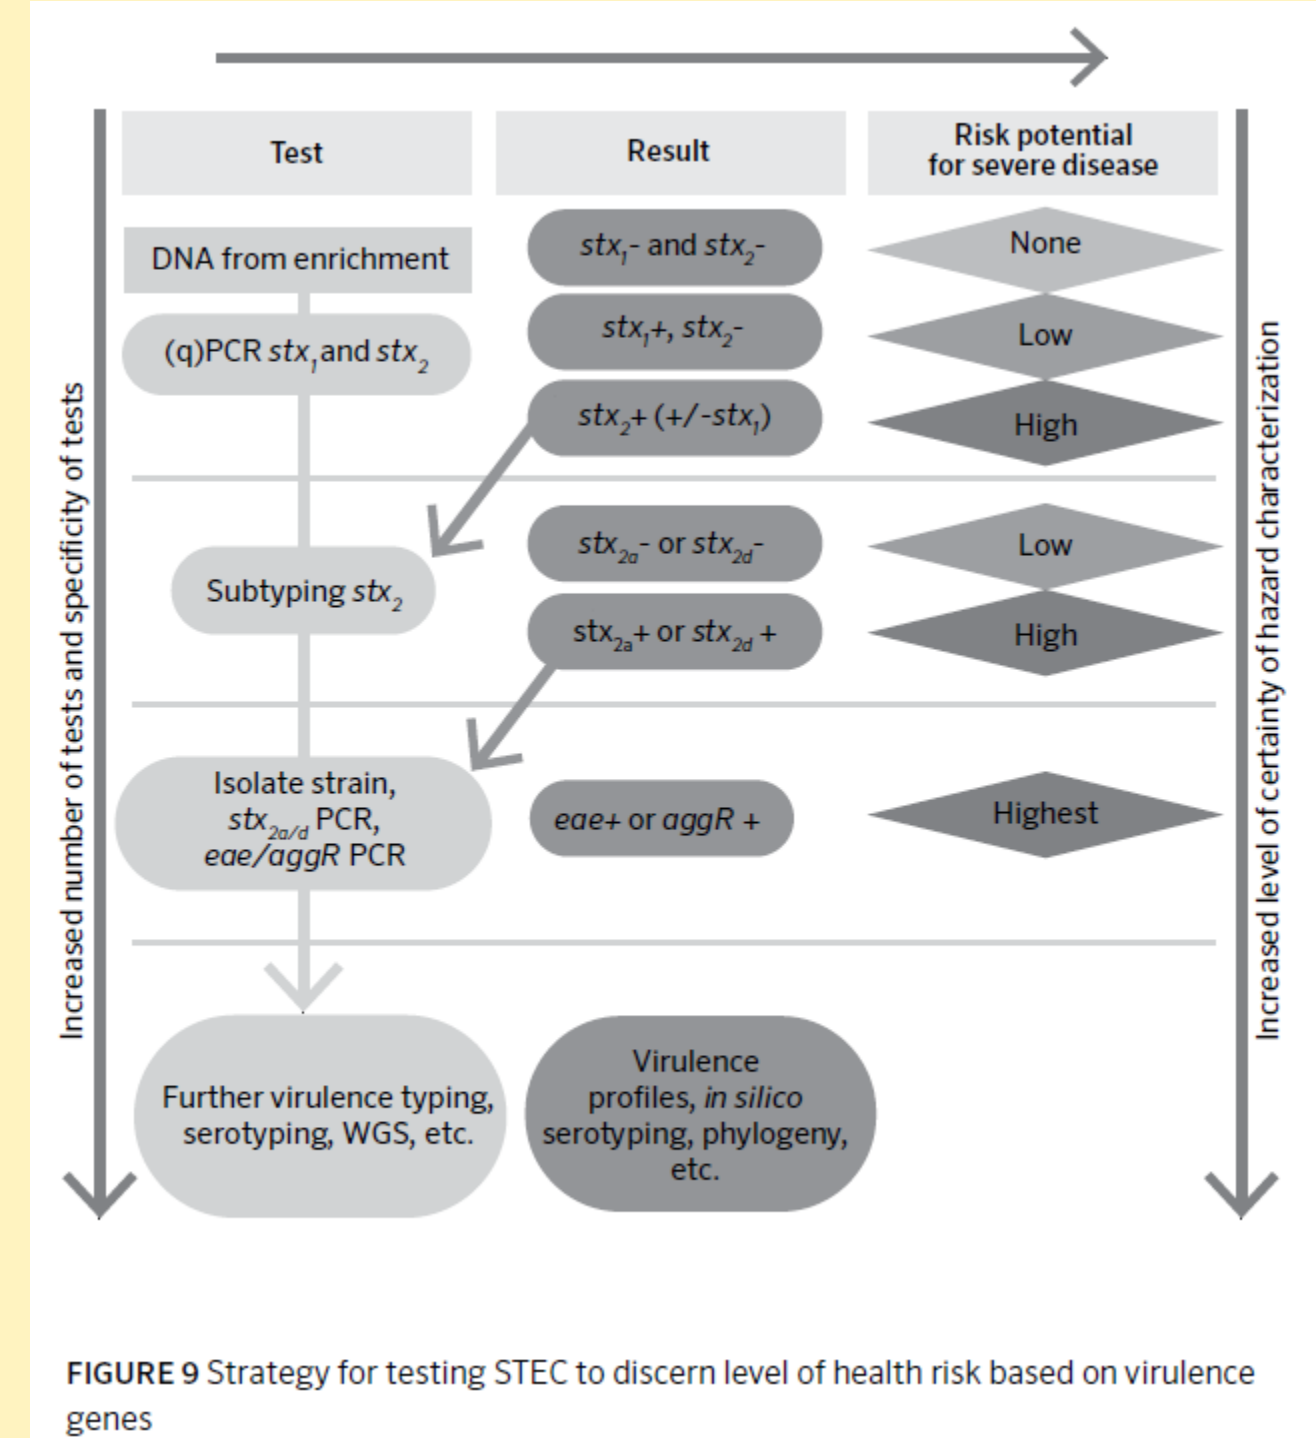 Test
Result
Risk potential
for severe disease
DNA from enrichment
stx1- and stx2-
None
(q)PCR stx1and stx2
stx1+, stx2-
Low
stx2+ (+/-stx1)
High
Subtyping stx2
stx2a- or stx2d-
Low
stx2a+ or stx2d +
High
Isolate strain,
stx2a/d PCR,
eae/aggR PCR
eae+ or aggR +
Highest
Further virulence typing,
serotyping, WGS, etc.
Virulence
profiles, in silico
serotyping, phylogeny,
etc.
Increased number of tests and specificity of tests
Increased level of certainty of hazard characterization
FIGURE 9 Strategy for testing STEC to discern level of health risk based on virulence
genes